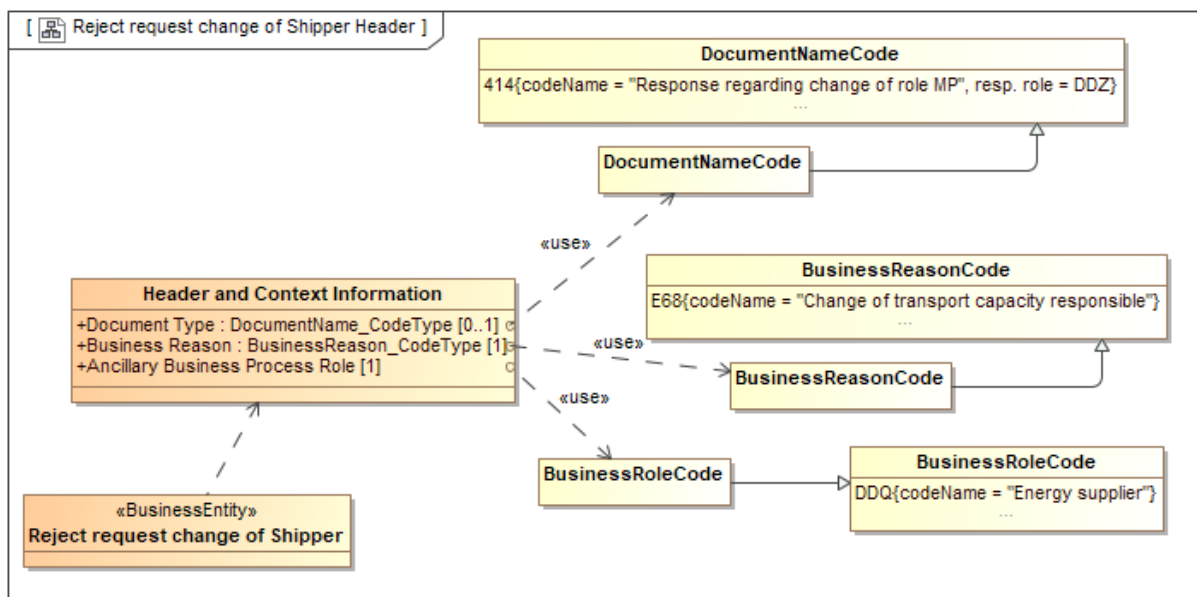 [ Reject request change of Shipper Header ]
DocumentNameCode
414{codeName = "Response regarding change of role MP", resp. role = DDZ}
...
DocumentNameCode
«use»
BusinessReasonCode
E68{codeName = "Change of transport capacity responsible"}
...
Header and Context Information
+Document Type : DocumentName_CodeType [0..1]
+Business Reason : BusinessReason_CodeType [1]
+Ancillary Business Process Role [1]
«use»
BusinessReasonCode
«use»
BusinessRoleCode
BusinessRoleCode
DDQ{codeName = "Energy supplier"}
...
«BusinessEntity»
Reject request change of Shipper